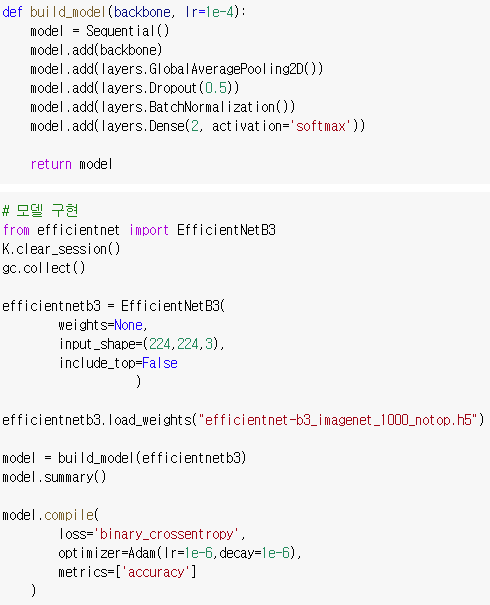 def build_model(backbone, lr=1e-4):
    model = Sequential()
    model.add(backbone)
    model.add(layers.GlobalAveragePooling2D())
    model.add(layers.Dropout(0.5))
    model.add(layers.BatchNormalization())
    model.add(layers.Dense(2, activation='softmax'))

    return model

# 모델 구현
from efficientnet import EfficientNetB3
K.clear_session()
gc.collect()

efficientnetb3 = EfficientNetB3(
        weights=None,
        input_shape=(224,224,3),
        include_top=False
                   )

efficientnetb3.load_weights("efficientnet-b3_imagenet_1000_notop.h5")

model = build_model(efficientnetb3)
model.summary()

model.compile(
        loss='binary_crossentropy',
        optimizer=Adam(lr=1e-6,decay=1e-6),
        metrics=['accuracy']
    )